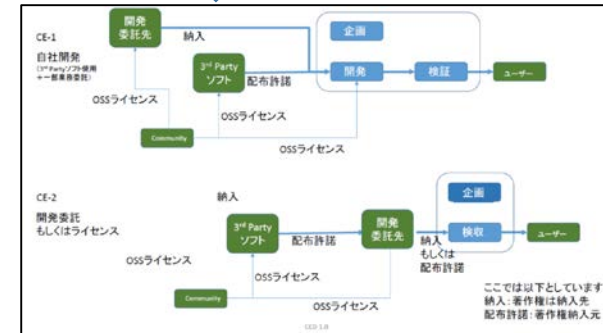 開発
委託先
納入
企画
CE-1
自社開発
(3rd Partyソフト使用
+一部業務委託)
3rd Party
ソフト
配布許諾
開発
検証
ユーザー
OSSライセンス
OSSライセンス
Community
OSSライセンス
CE-2
開発委託
もしくはライセンス
納入
企画
3rd Party
ソフト
配布許諾
開発
委託先
納入
もしくは
配布許諾
検収
ユーザー
OSSライセンス
OSSライセンス
Community
OSSライセンス
ここでは以下としています
納入:著作権は納入先
配布許諾:著作権納入元
CC0 1.0